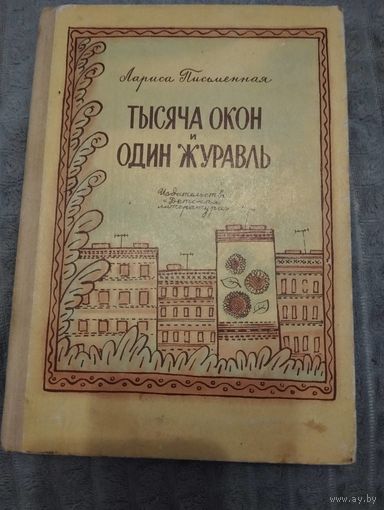 Лариса Письменная
ТЫСЯЧА ОКОН
и
ОДИН ЖУРАВЛЬ
Издательство
«Детская
литература»
www.ay.by